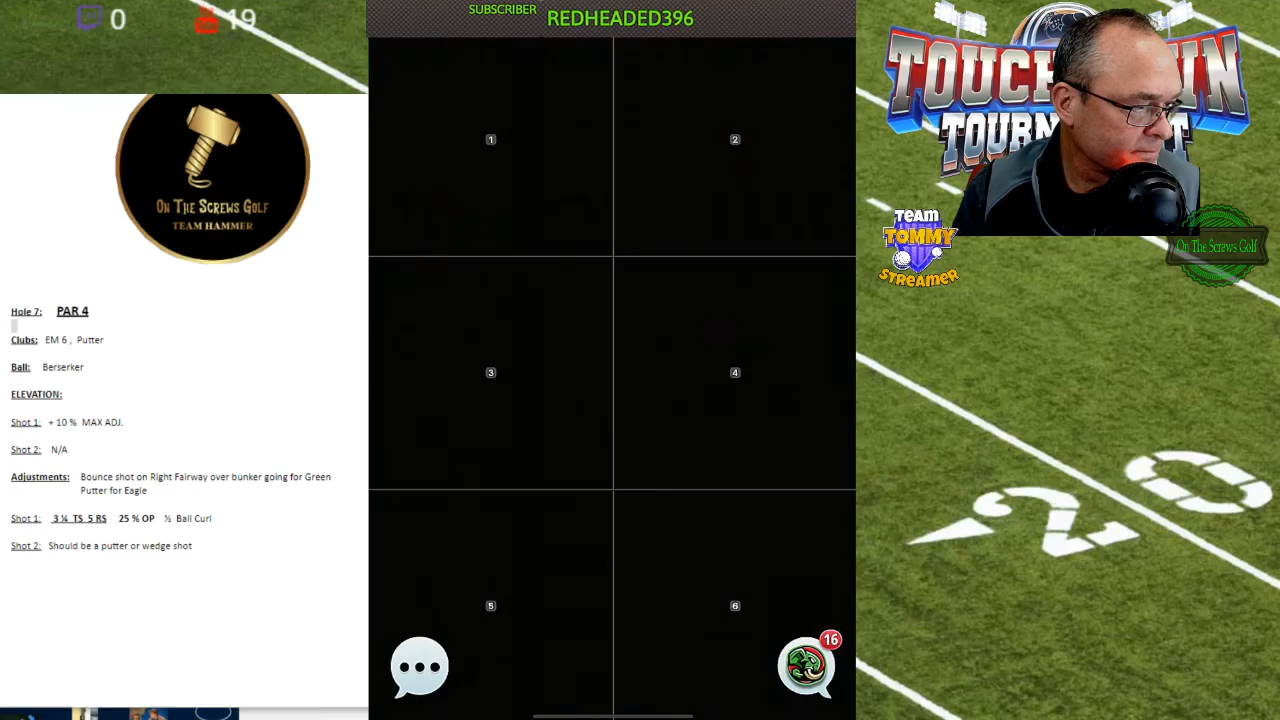 0 19
SUBSCRIBER REDHEADED396
ON THE SCREWS GOLF
TEAM HAMMER
Hole 7: PAR 4
Clubs: EM 6 , Putter
Ball: Berserker
ELEVATION:
Shot 1: + 10 % MAX ADJ.
Shot 2: N/A
Adjustments: Bounce shot on Right Fairway over bunker going for Green
Putter for Eagle
Shot 1: 3 ¼ TS 5 RS 25 % OP ½ Ball Curl
Shot 2: Should be a putter or wedge shot
1 2
3 4
5 6
16
TEAM
TOMMY
STREAMER
On The Screws Golf
2 0